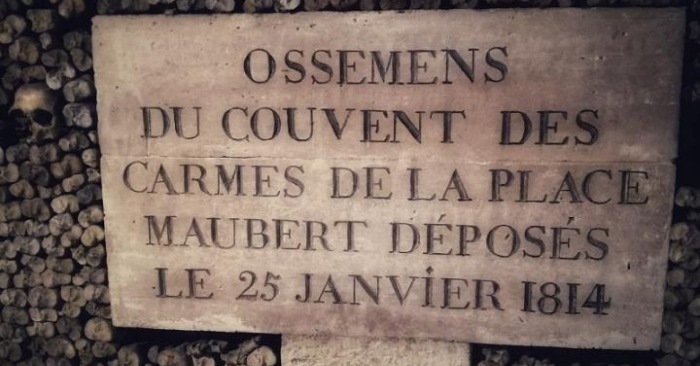 OSSEMENS
DU COUVENT DES
CARMES DE LA PLACE
MAUBERT DÉPOSÉS
LE 25 JANVIER 1814